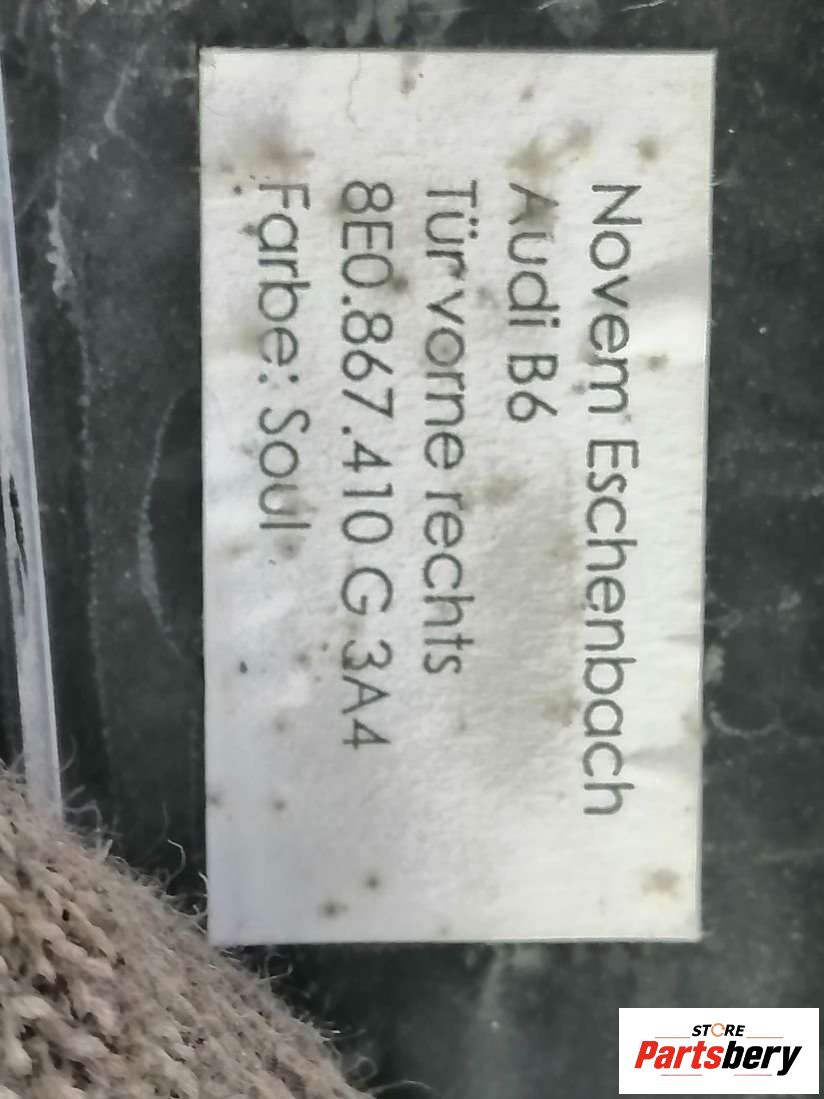 Novem Eschenbach
Audi B6
Tür vorne rechts
8E0.867.410 G 3A4
Farbe: Soul
STORE
Partsbery